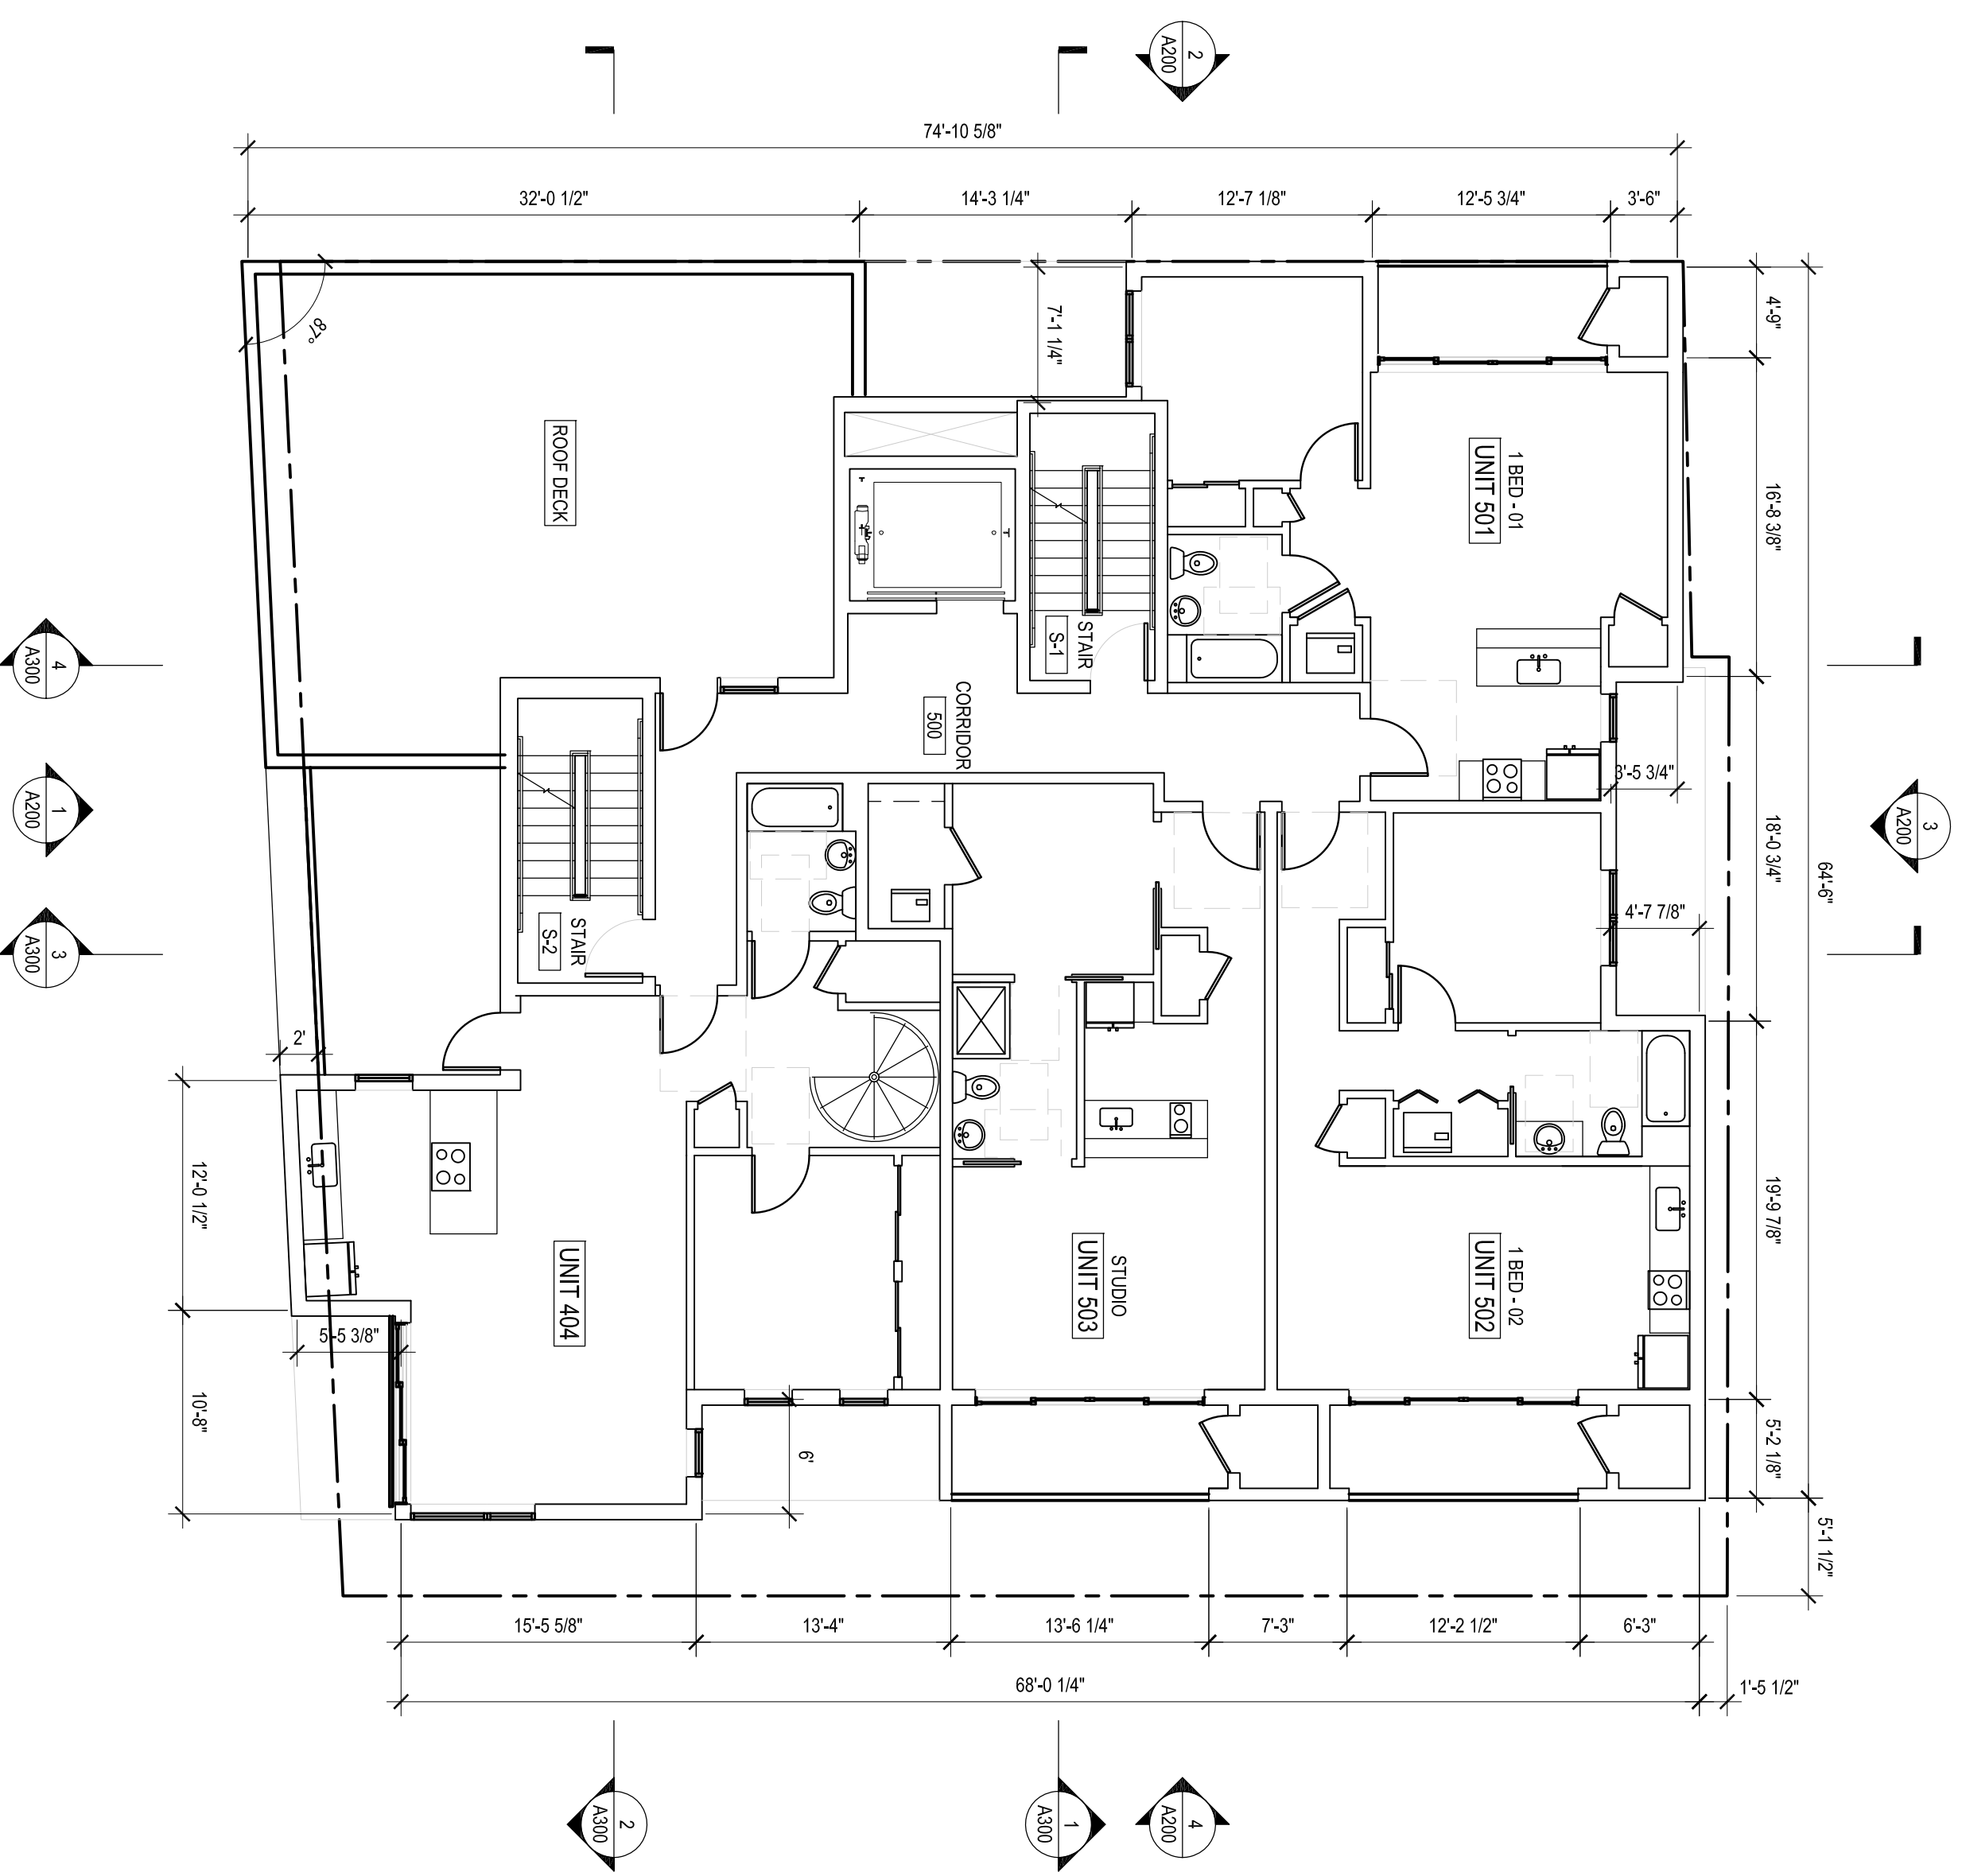 2
A200
74'-10 5/8"
32'-0 1/2"
14'-3 1/4"
12'-7 1/8"
12'-5 3/4"
3'-6"
87°
7'-1 1/4"
4'-9"
16'-8 3/8"
18'-0 3/4"
64'-6"
19'-9 7/8"
5'-2 1/8"
5'-1 1/2"
3'-5 3/4"
4'-7 7/8"
ROOF DECK
1 BED - 01
UNIT 501
STAIR
S-1
CORRIDOR
500
STAIR
S-2
4
A300
1
A200
3
A300
3
A200
2'
12'-0 1/2"
10'-8"
5'-5 3/8"
UNIT 404
STUDIO
UNIT 503
1 BED - 02
UNIT 502
6'
15'-5 5/8"
13'-4"
13'-6 1/4"
7'-3"
12'-2 1/2"
6'-3"
68'-0 1/4"
1'-5 1/2"
2
A300
1
A300
4
A200